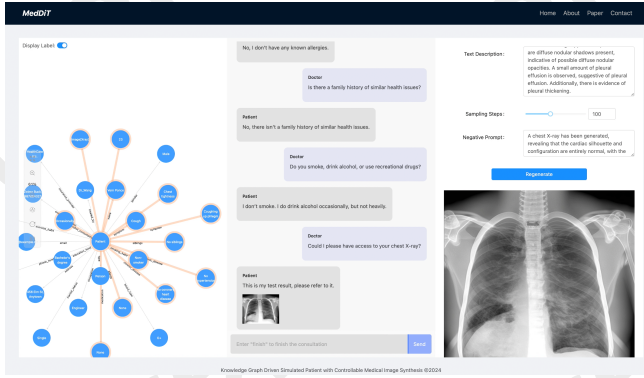 MedDiT
Home About Paper Contact
Display Label:
Patient
No allergies
None
Single
Cough
No, I don't have any known allergies.
Doctor
Is there a family history of similar health issues?
Patient
No, there isn't a family history of similar health issues.
Doctor
Do you smoke, drink alcohol, or use recreational drugs?
Patient
I don't smoke. I do drink alcohol occasionally, but not heavily.
Doctor
Could I please have access to your chest X-ray?
Patient
This is my test result, please refer to it.
Enter "finish" to finish the consultation
Send
Text Description:
are diffuse nodular shadows present,
indicative of possible diffuse nodular
opacities. A small amount of pleural
effusion is observed, suggestive of pleural
effusion. Additionally, there is evidence of
pleural thickening.
Sampling Steps:
100
Negative Prompt:
A chest X-ray has been generated,
revealing that the cardiac silhouette and
configuration are entirely normal, with the
Regenerate
Knowledge Graph Driven Simulated Patient with Controllable Medical Image Synthesis ©2024